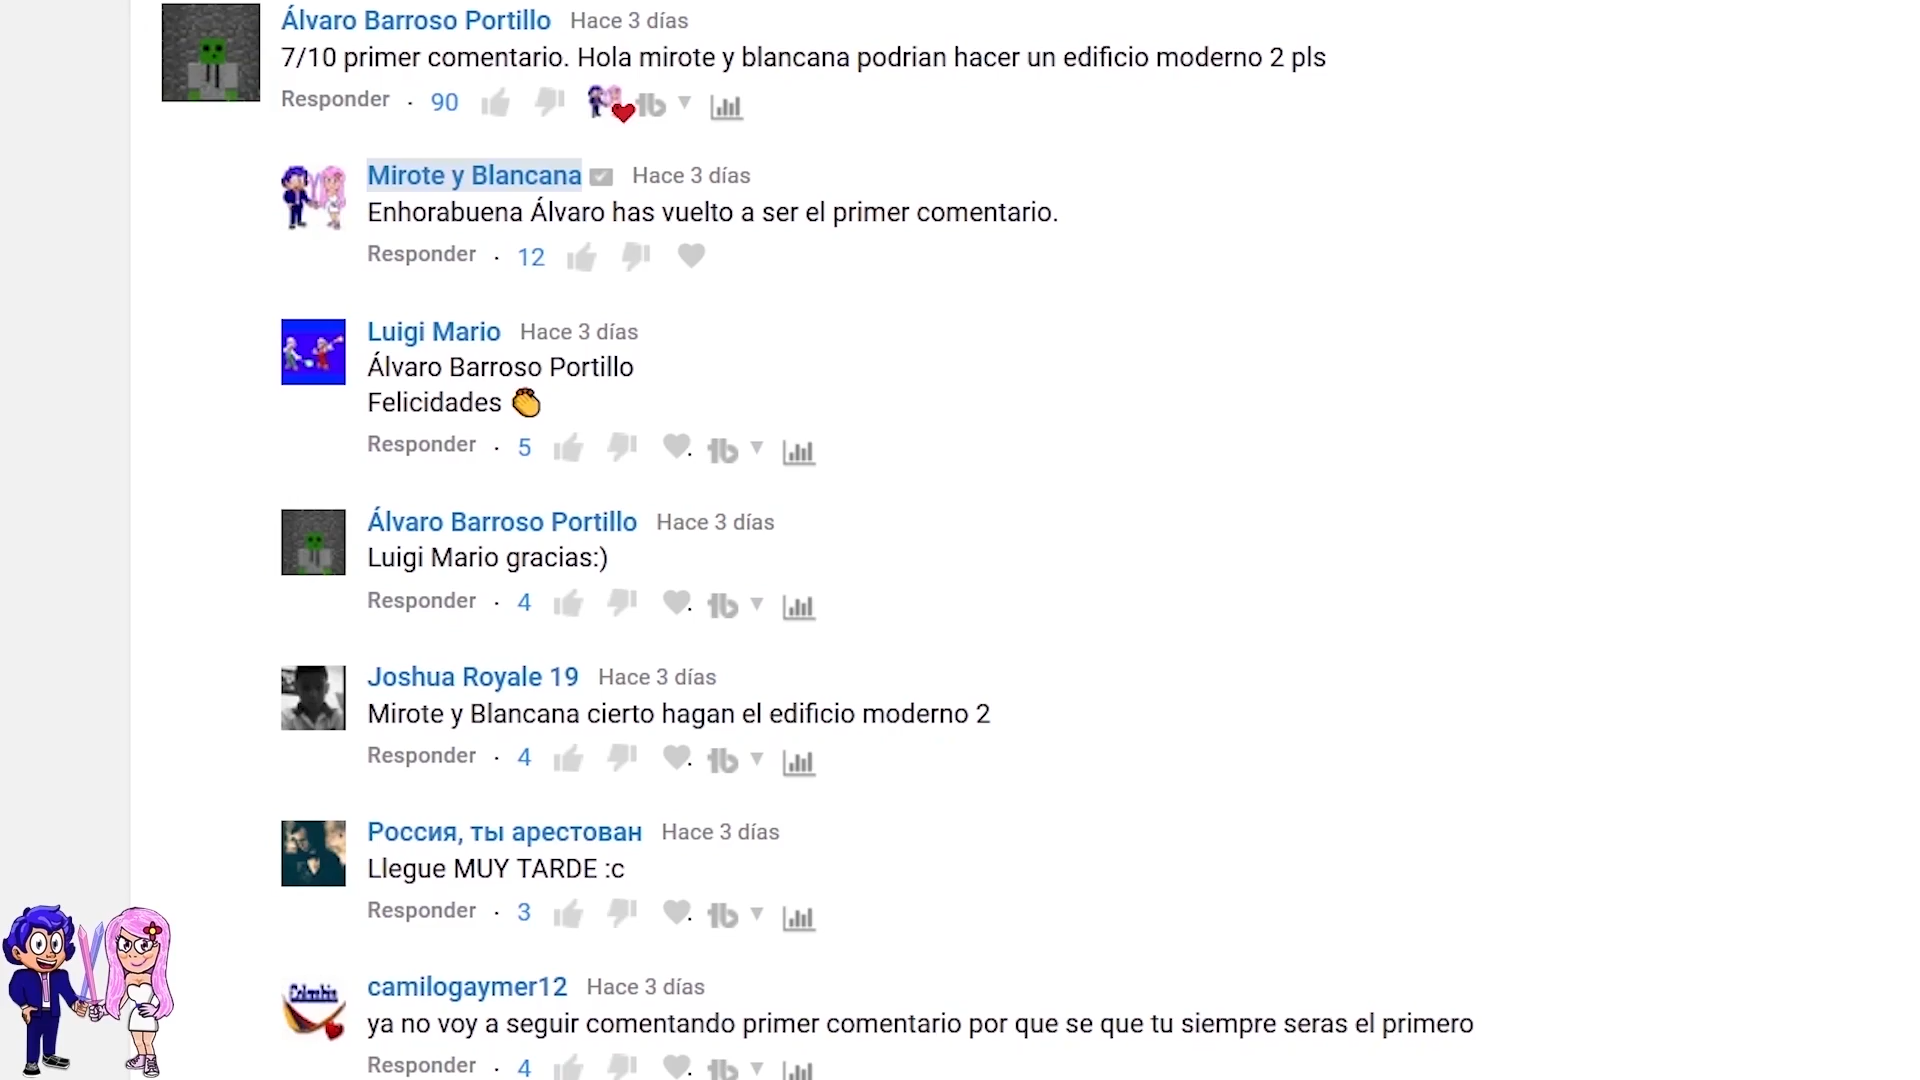 Álvaro Barroso Portillo Hace 3 días
7/10 primer comentario. Hola mirote y blancana podrian hacer un edificio moderno 2 pls
Responder · 90
Mirote y Blancana Hace 3 días
Enhorabuena Álvaro has vuelto a ser el primer comentario.
Responder · 12
Luigi Mario Hace 3 días
Álvaro Barroso Portillo
Felicidades 👏
Responder · 5
Álvaro Barroso Portillo Hace 3 días
Luigi Mario gracias:)
Responder · 4
Joshua Royale 19 Hace 3 días
Mirote y Blancana cierto hagan el edificio moderno 2
Responder · 4
Россия, ты арестован Hace 3 días
Llegue MUY TARDE :c
Responder · 3
Colombia
camilogaymer12 Hace 3 días
ya no voy a seguir comentando primer comentario por que se que tu siempre seras el primero
Responder · 4